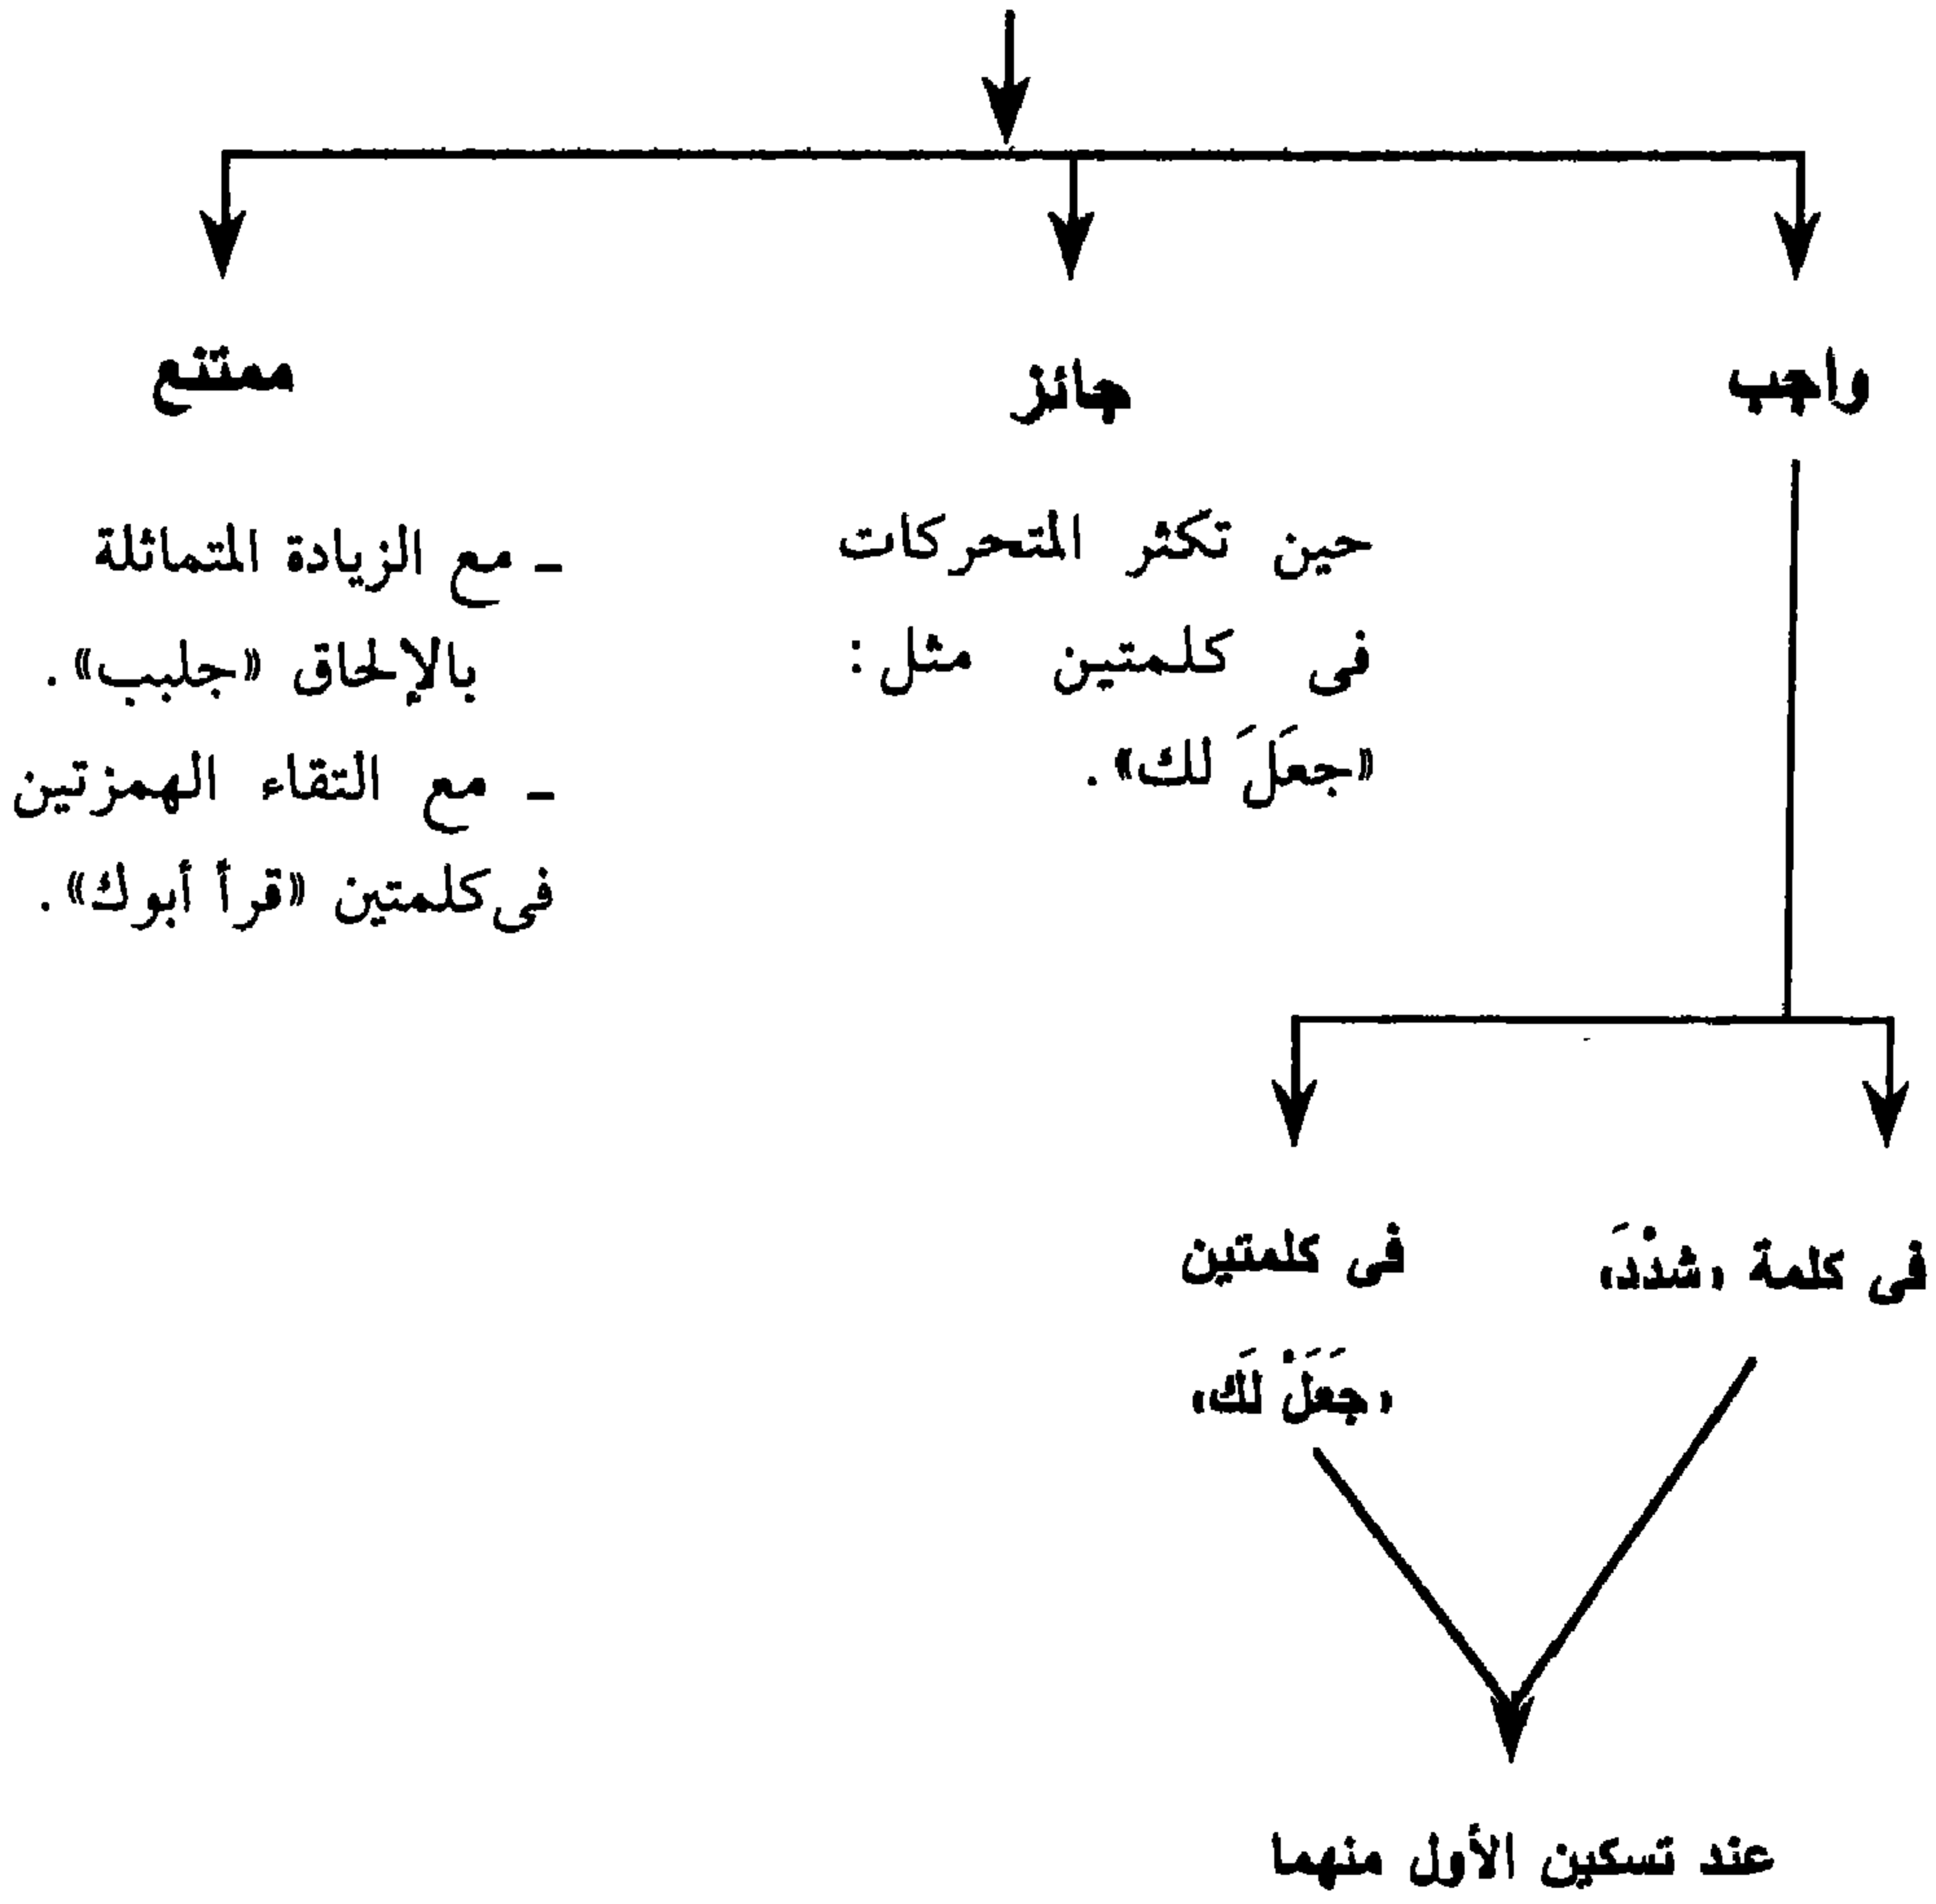 واجب
جائز
ممتنع
حين تكثر المتحركات
فى كلمتين مثل:
«جعَلَ لك».
ـ مع الزيادة المتماثلة
بالإلحاق «جلبب».
ـ مع التقاء الهمزتين
فى كلمتين «قرأ أبوك».
فى كلمة «شدْدَ»
فى كلمتين
«جَعَلْ لَك»
عند تسكين الأول منهما